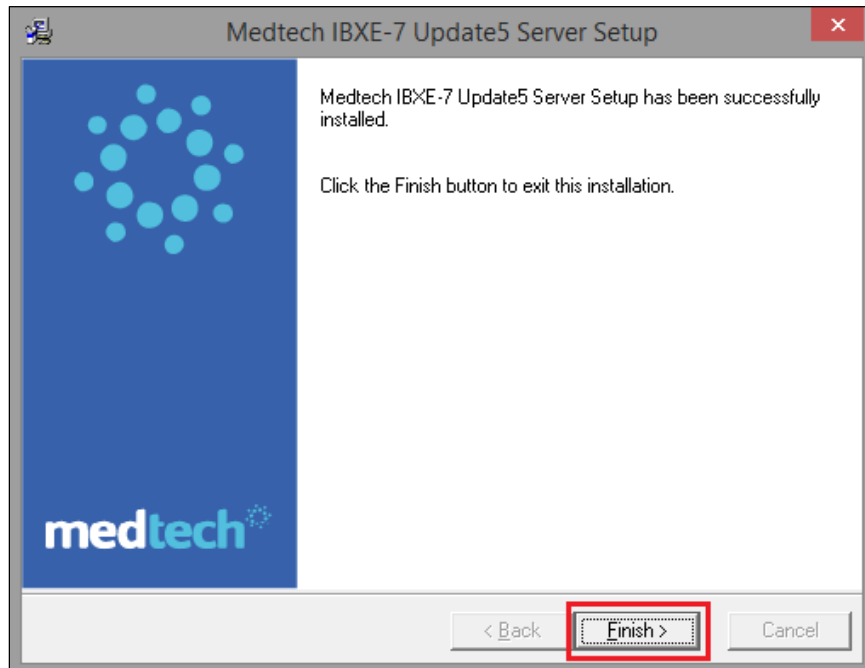 Medtech IBXE-7 Update5 Server Setup
Medtech IBXE-7 Update5 Server Setup has been successfully
installed.
Click the Finish button to exit this installation.
medtech
< Back
Finish >
Cancel